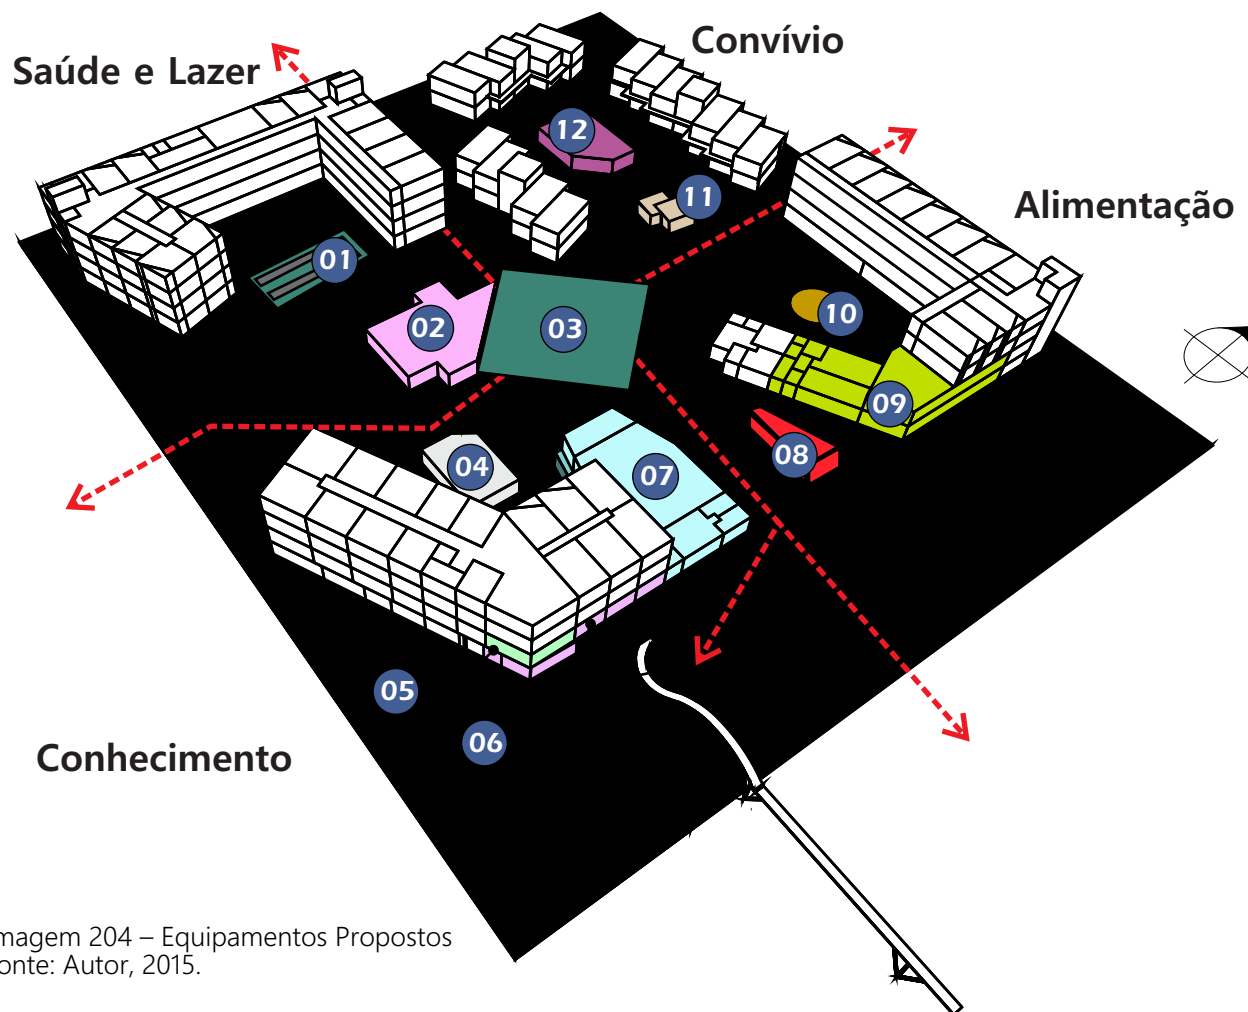 Convívio
Saúde e Lazer
12
11
Alimentação
01
10
02
03
09
08
04
07
05
06
Conhecimento
magem 204 – Equipamentos Propostos
onte: Autor, 2015.